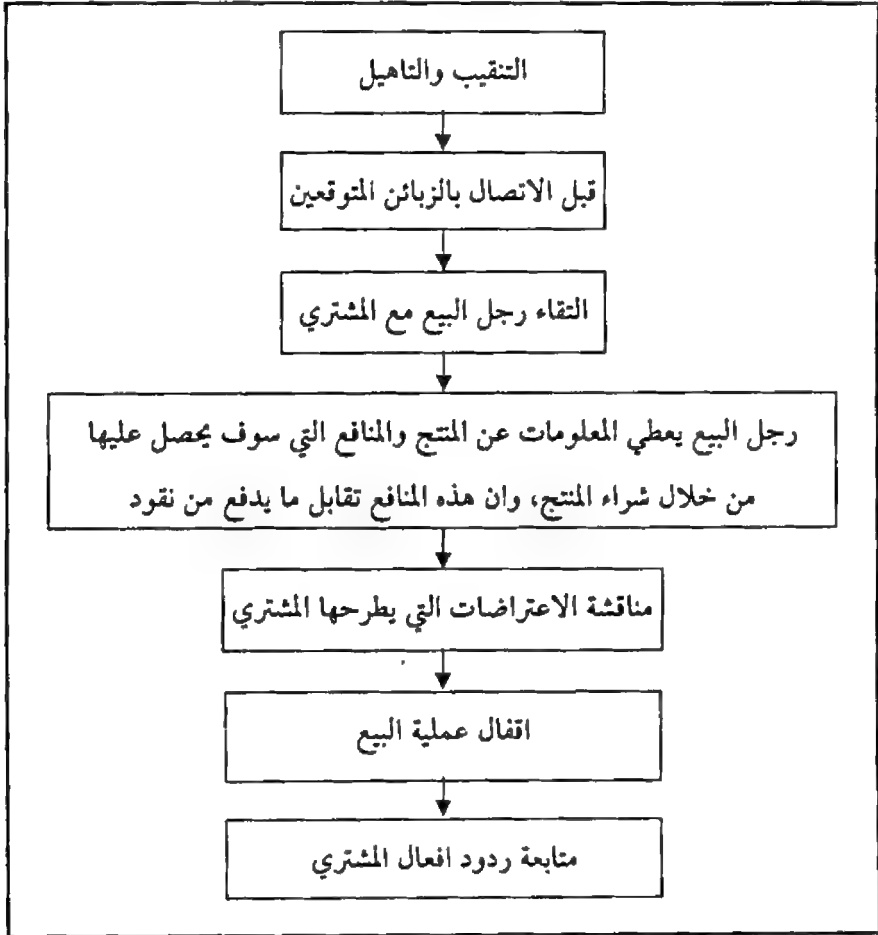 التنقيب والتاهيل
قبل الاتصال بالزبائن المتوقعين
التقاء رجل البيع مع المشتري
رجل البيع يعطي المعلومات عن المنتج والمنافع التي سوف يحصل عليها
من خلال شراء المنتج، وان هذه المنافع تقابل ما يدفع من نقود
مناقشة الاعتراضات التي يطرحها المشتري
اقفال عملية البيع
متابعة ردود افعال المشتري